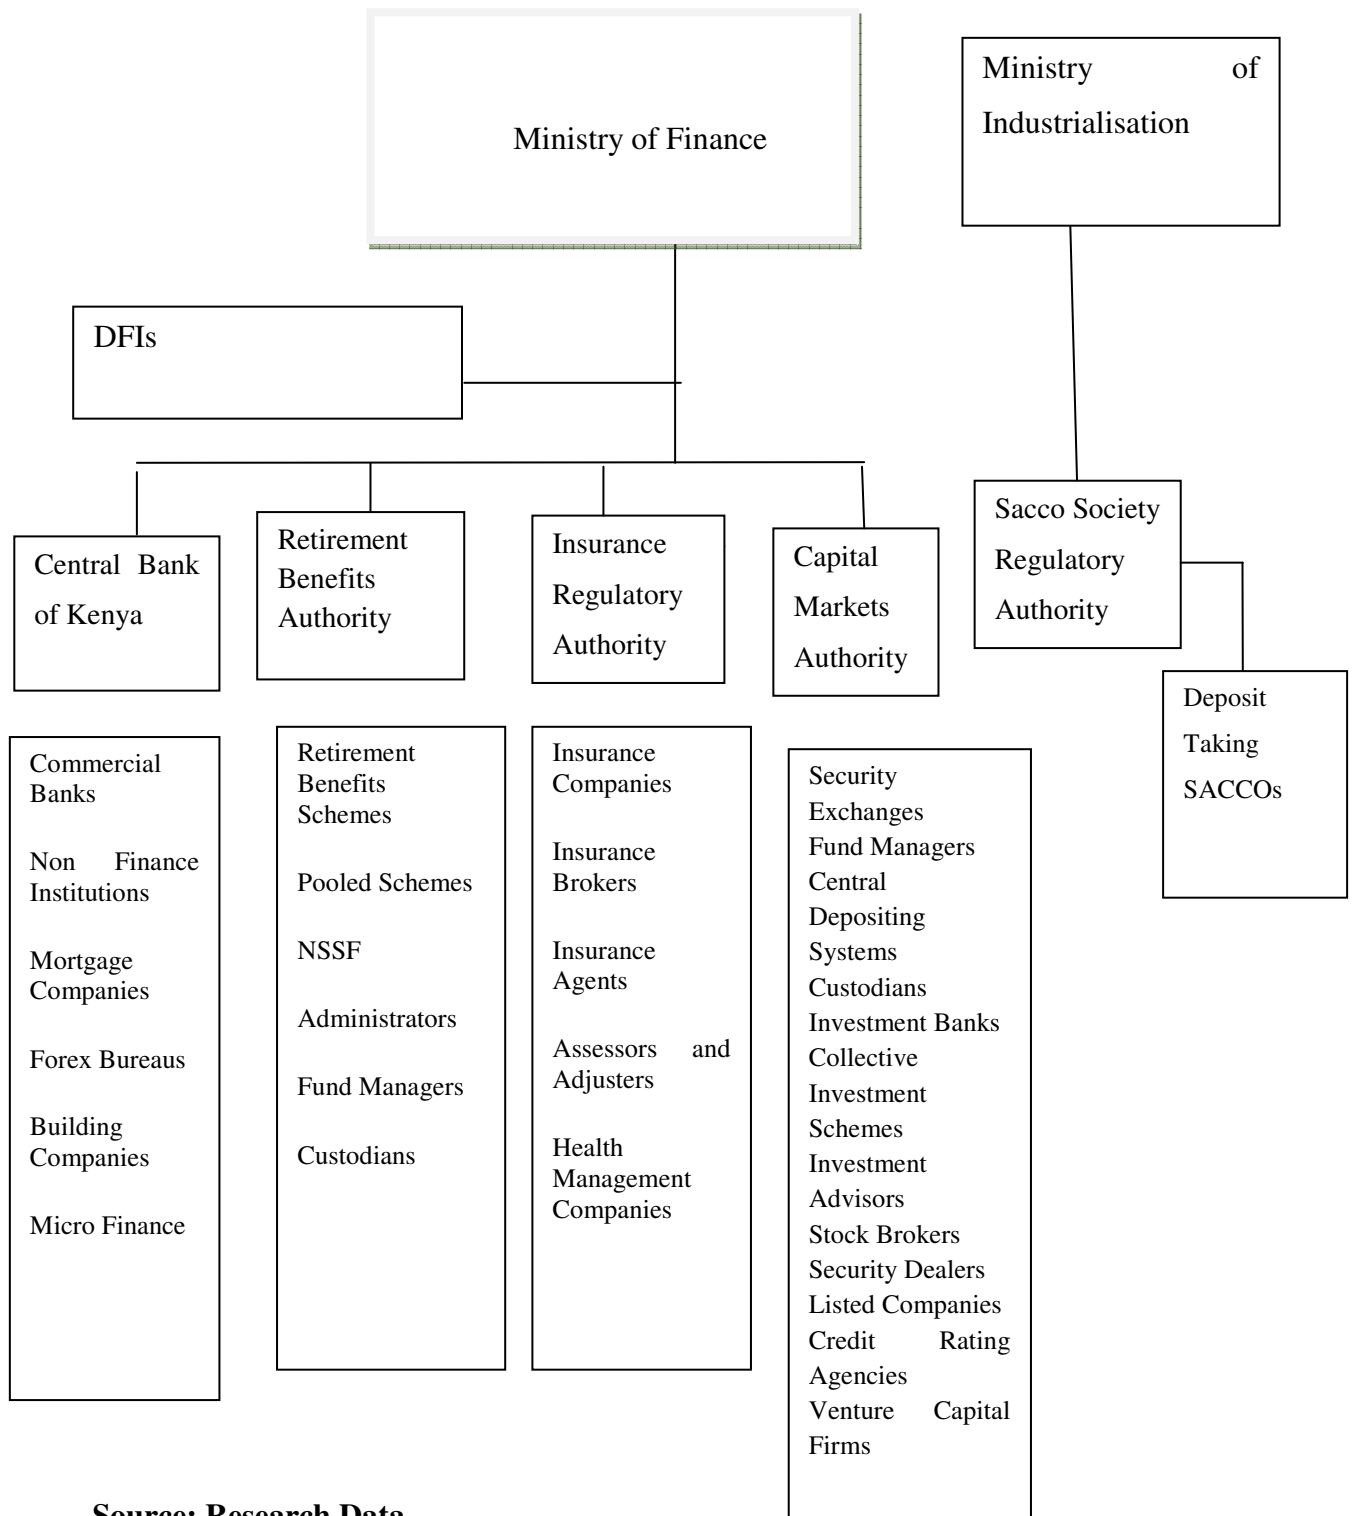 Ministry of Finance
Ministry of
Industrialisation
DFIs
Central Bank
of Kenya
Retirement
Benefits
Authority
Insurance
Regulatory
Authority
Capital
Markets
Authority
Sacco Society
Regulatory
Authority
Deposit
Taking
SACCOs
Commercial
Banks
Non Finance
Institutions
Mortgage
Companies
Forex Bureaus
Building
Companies
Micro Finance
Retirement
Benefits
Schemes
Pooled Schemes
NSSF
Administrators
Fund Managers
Custodians
Insurance
Companies
Insurance
Brokers
Insurance
Agents
Assessors and
Adjusters
Health
Management
Companies
Security
Exchanges
Fund Managers
Central
Depositing
Systems
Custodians
Investment Banks
Collective
Investment
Schemes
Investment
Advisors
Stock Brokers
Security Dealers
Listed Companies
Credit Rating
Agencies
Venture Capital
Firms
Source: Research Data